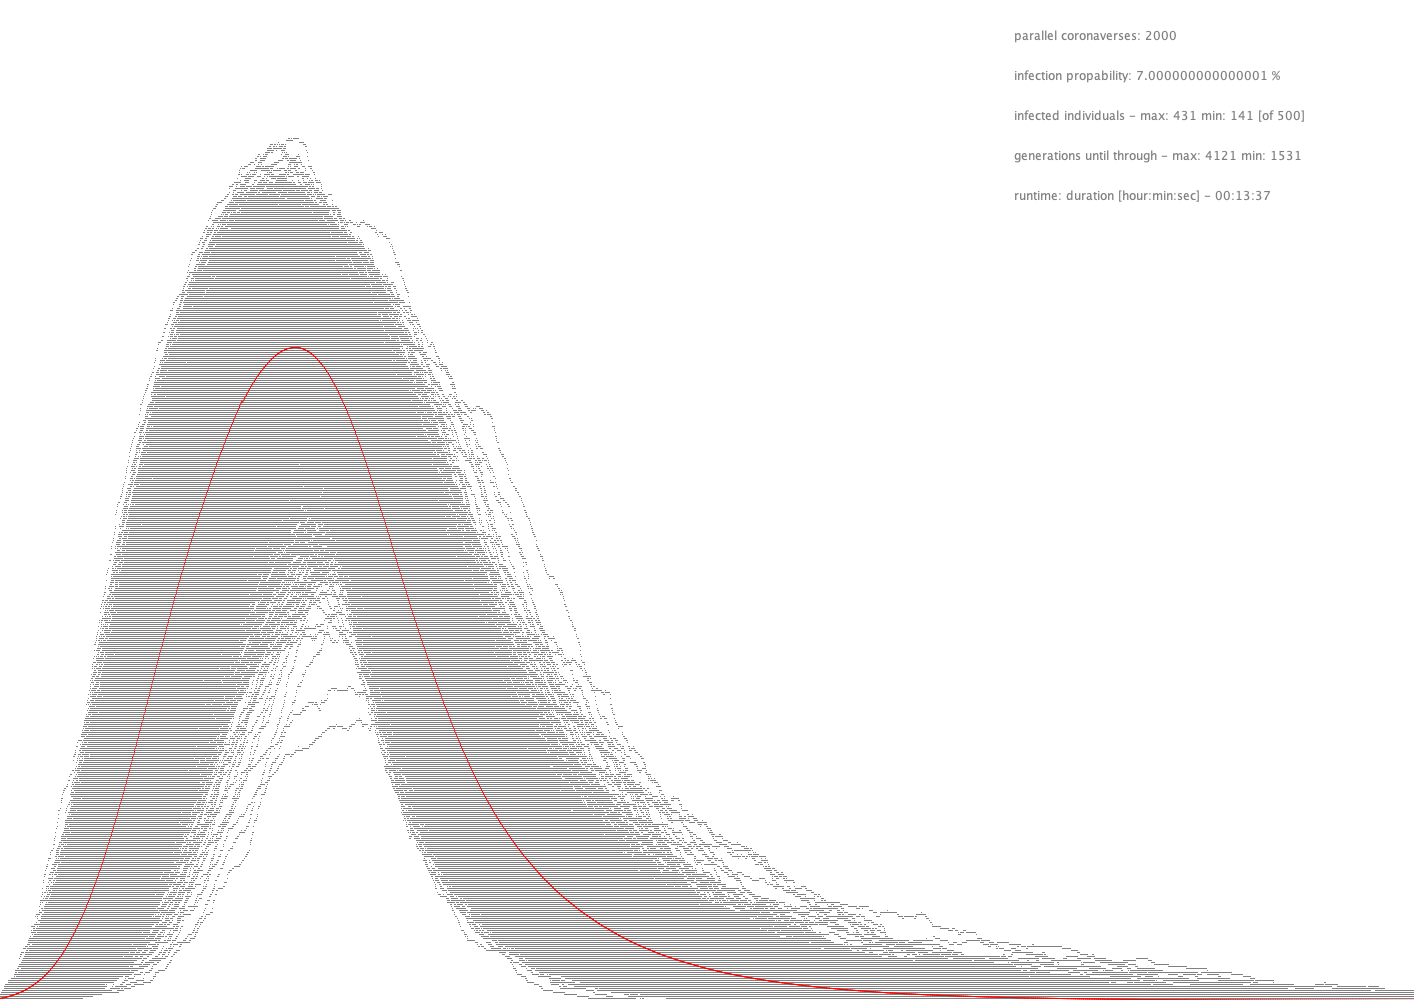 parallel coronaverses: 2000
infection propability: 7.000000000000001 %
infected individuals - max: 431 min: 141 [of 500]
generations until through - max: 4121 min: 1531
runtime: duration [hour:min:sec] - 00:13:37